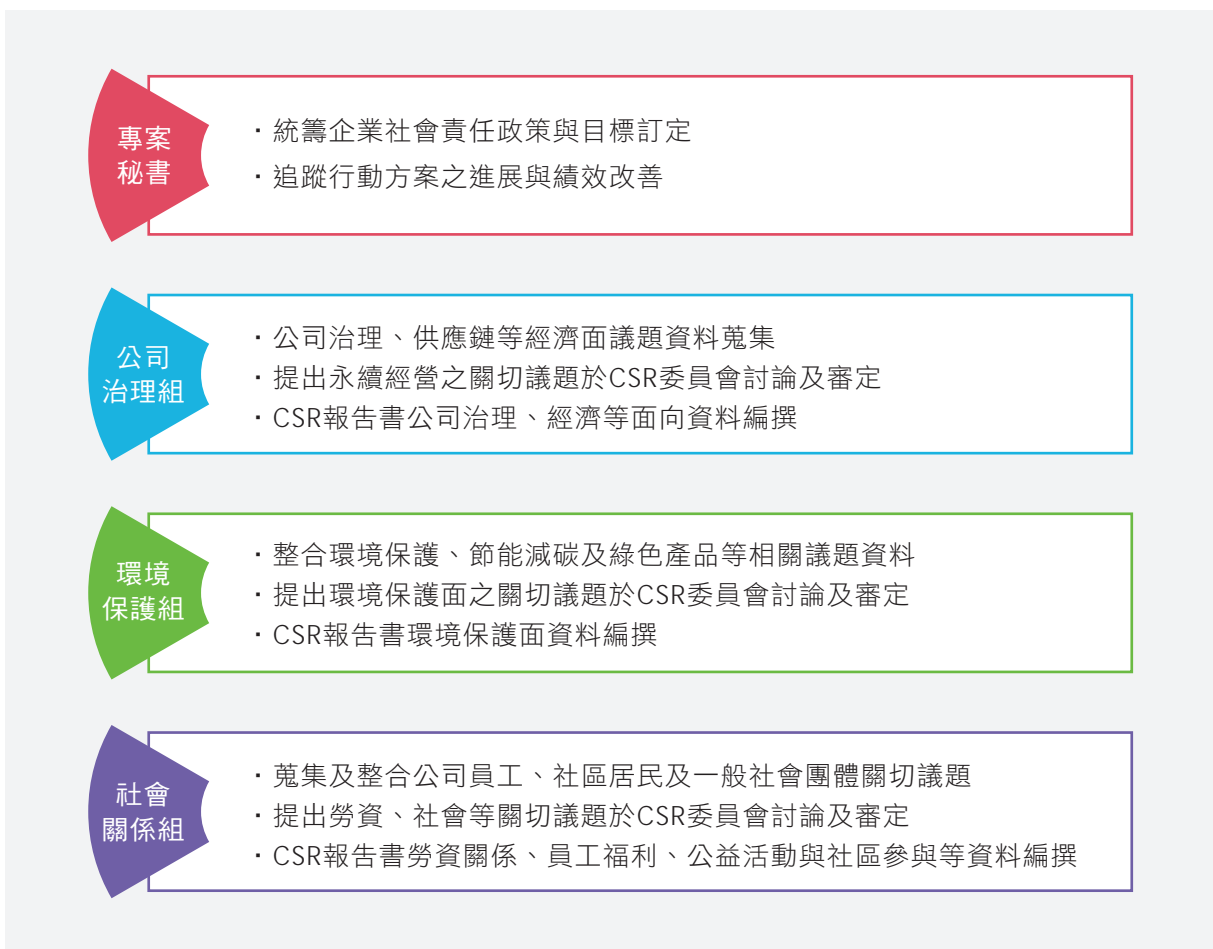 專案
秘書
・統籌企業社會責任政策與目標訂定
・追蹤行動方案之進展與績效改善
公司
治理組
・公司治理、供應鏈等經濟面議題資料蒐集
・提出永續經營之關切議題於CSR委員會討論及審定
・CSR報告書公司治理、經濟等面向資料編撰
環境
保護組
・整合環境保護、節能減碳及綠色產品等相關議題資料
・提出環境保護面之關切議題於CSR委員會討論及審定
・CSR報告書環境保護面資料編撰
社會
關係組
・蒐集及整合公司員工、社區居民及一般社會團體關切議題
・提出勞資、社會等關切議題於CSR委員會討論及審定
・CSR報告書勞資關係、員工福利、公益活動與社區參與等資料編撰